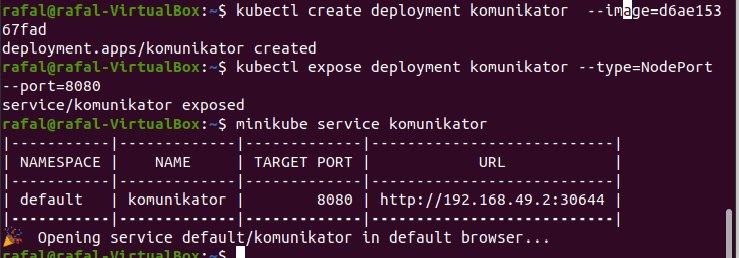 rafal@rafal-VirtualBox:~$ kubectl create deployment komunikator  --image=d6ae153
67fad
deployment.apps/komunikator created
rafal@rafal-VirtualBox:~$ kubectl expose deployment komunikator --type=NodePort
--port=8080
service/komunikator exposed
rafal@rafal-VirtualBox:~$ minikube service komunikator
|-----------|-------------|-------------|---------------------------|
| NAMESPACE |    NAME     | TARGET PORT |            URL            |
|-----------|-------------|-------------|---------------------------|
| default   | komunikator |        8080 | http://192.168.49.2:30644 |
|-----------|-------------|-------------|---------------------------|
🎉  Opening service default/komunikator in default browser...
rafal@rafal-VirtualBox:~$